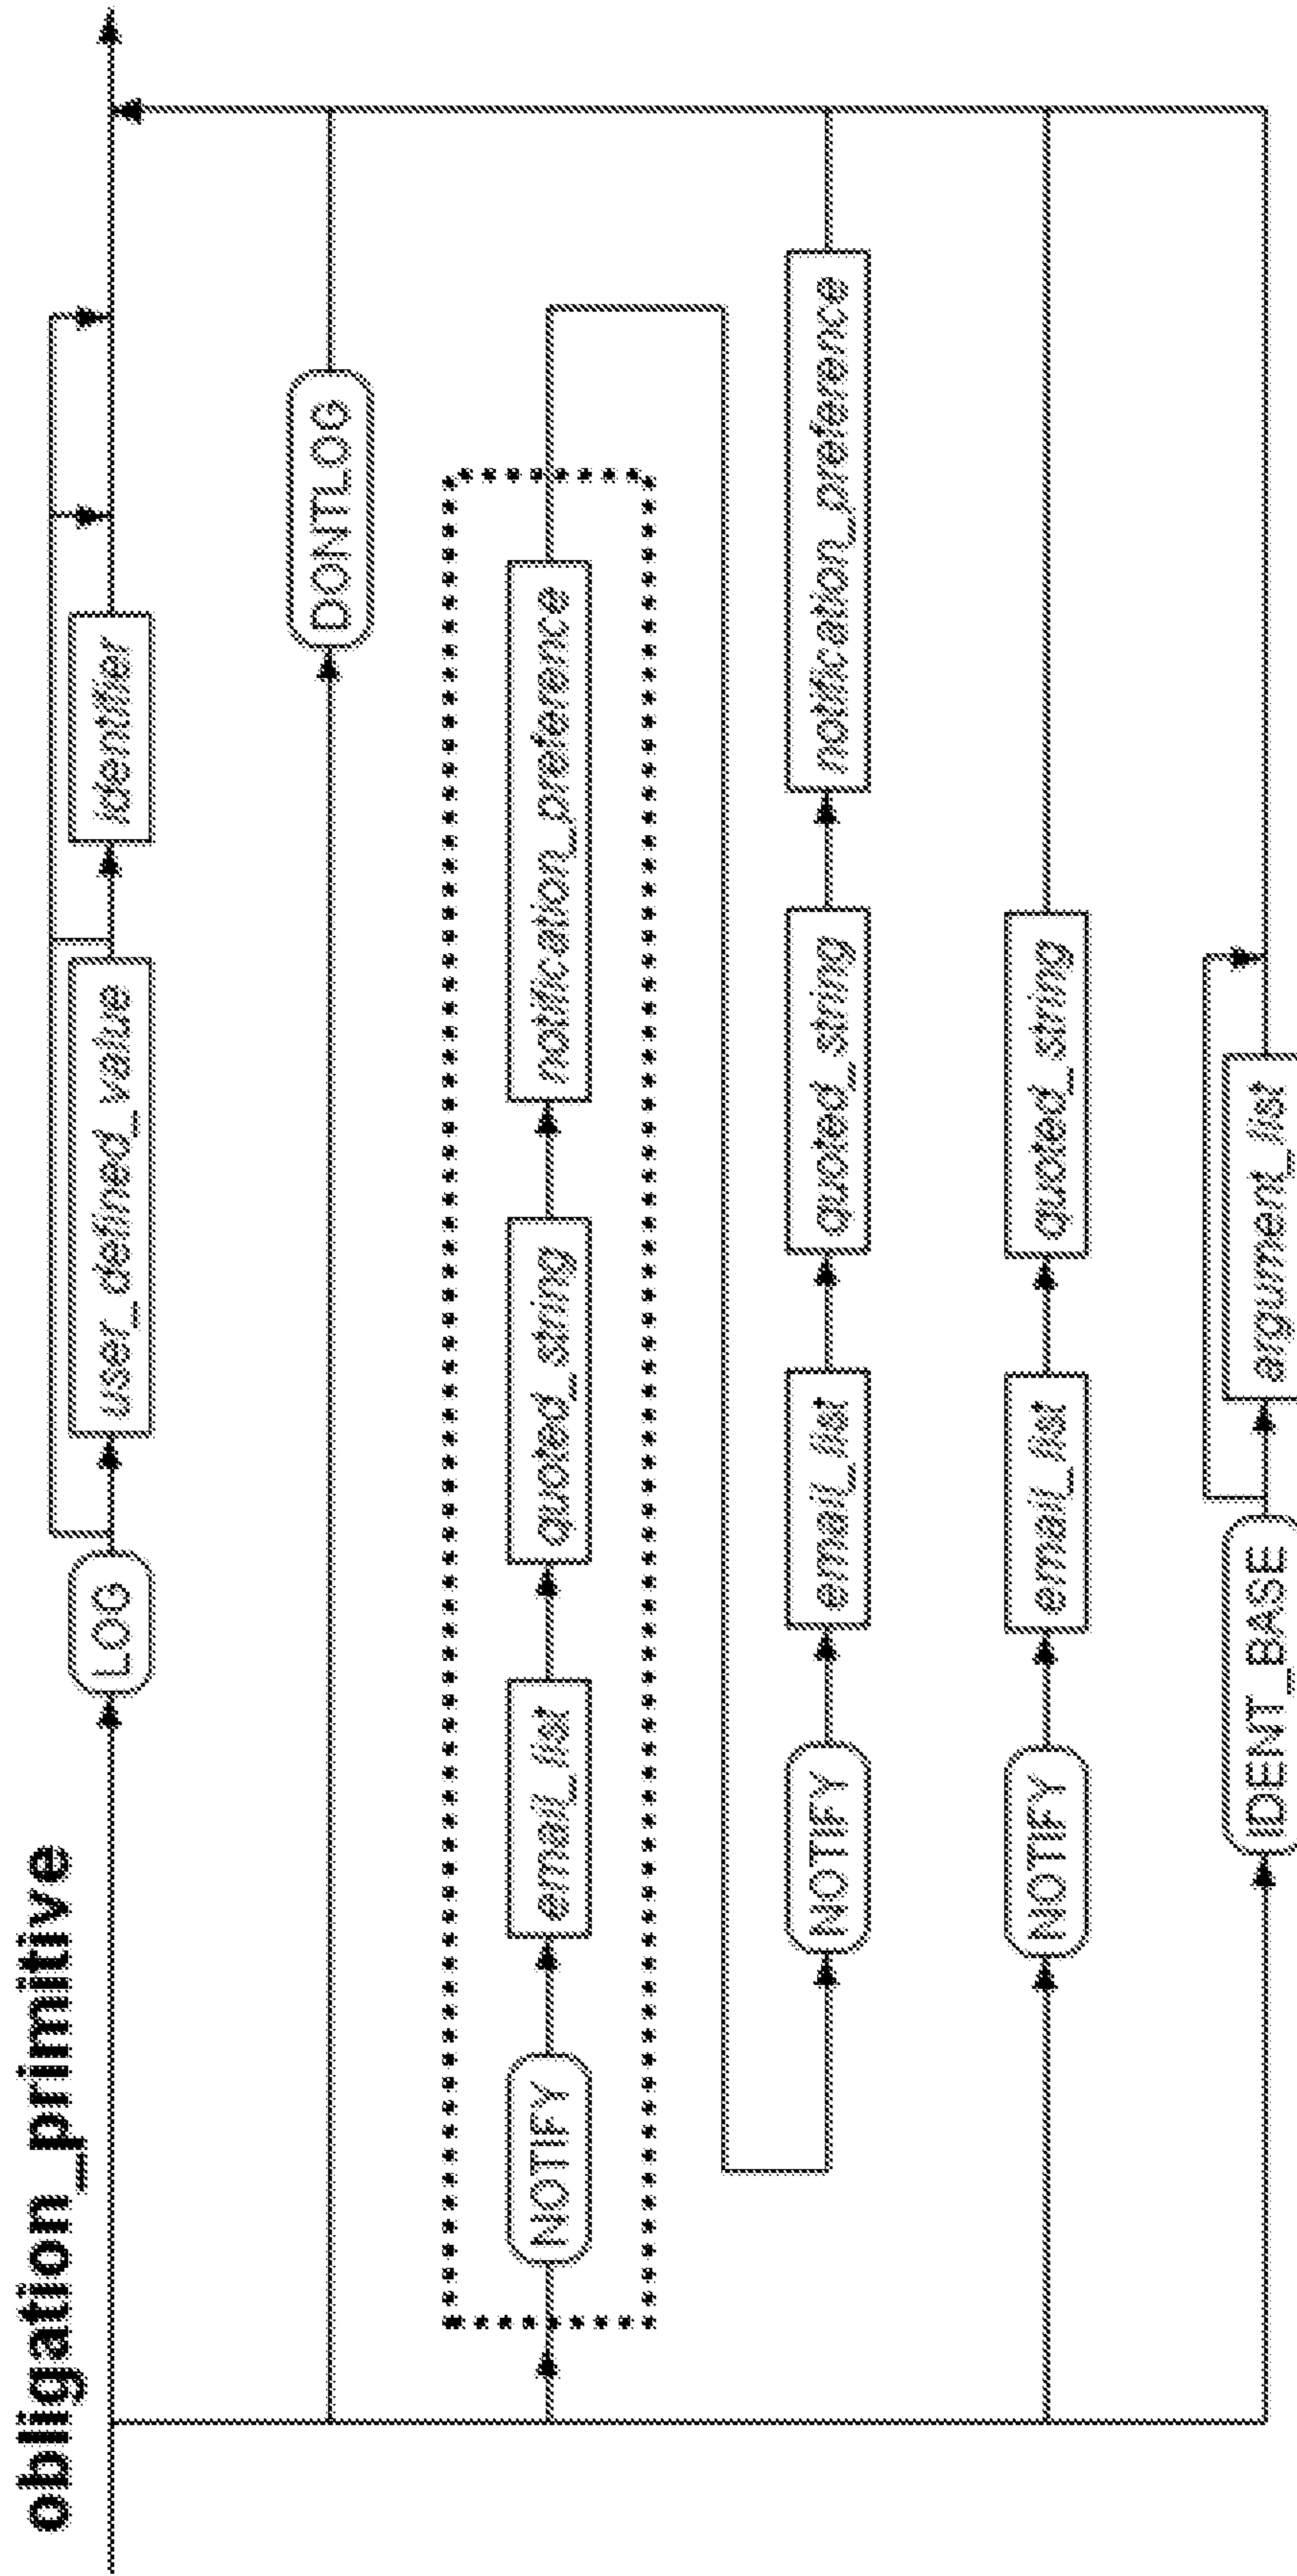 obligation_primitive
LOG
user_defined_value
identifier
DONTLOG
NOTIFY
email_list
quoted_string
notification_preference
NOTIFY
email_list
quoted_string
notification_preference
NOTIFY
email_list
quoted_string
IDENT_BASE
argument_list